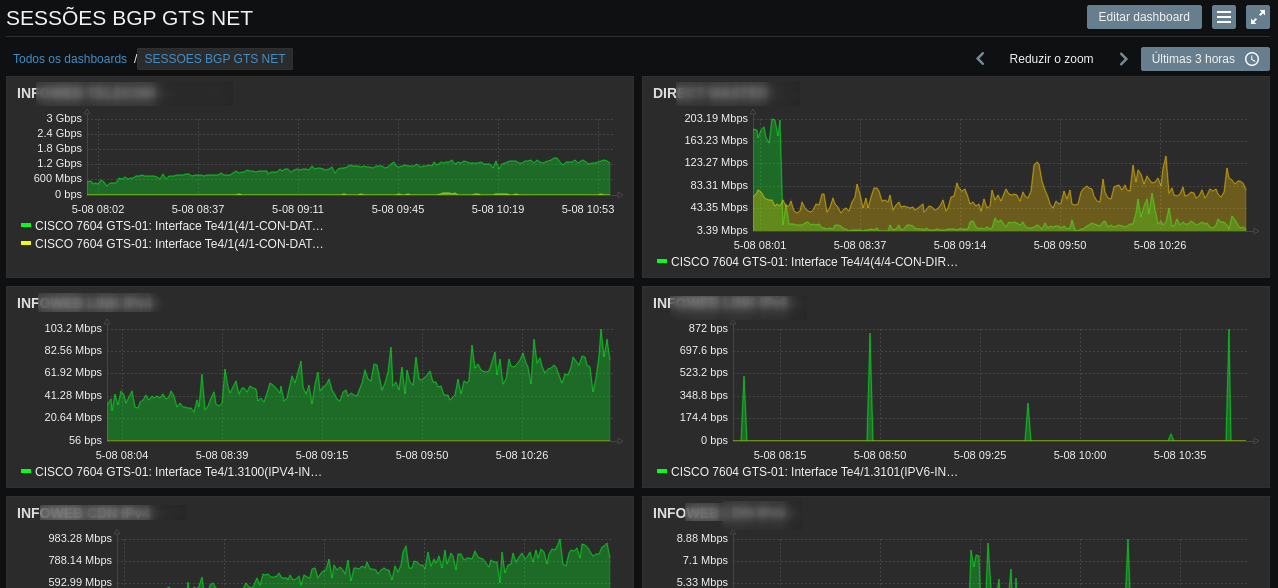 SESSÕES BGP GTS NET
Editar dashboard
Todos os dashboards / SESSOES BGP GTS NET
Reduzir o zoom
Últimas 3 horas
3 Gbps
2.4 Gbps
1.8 Gbps
1.2 Gbps
600 Mbps
0 bps
5-08 08:02 5-08 08:37 5-08 09:11 5-08 09:45 5-08 10:19 5-08 10:53
CISCO 7604 GTS-01: Interface Te4/1(4/1-CON-DAT…
CISCO 7604 GTS-01: Interface Te4/1(4/1-CON-DAT…
203.19 Mbps
163.23 Mbps
123.27 Mbps
83.31 Mbps
43.35 Mbps
3.39 Mbps
5-08 08:01 5-08 08:37 5-08 09:14 5-08 09:50 5-08 10:26
CISCO 7604 GTS-01: Interface Te4/4(4/4-CON-DIR…
INFOWEB
103.2 Mbps
82.56 Mbps
61.92 Mbps
41.28 Mbps
20.64 Mbps
56 bps
5-08 08:04 5-08 08:39 5-08 09:15 5-08 09:50 5-08 10:26
CISCO 7604 GTS-01: Interface Te4/1.3100(IPV4-IN…
INFOWEB
872 bps
697.6 bps
523.2 bps
348.8 bps
174.4 bps
0 bps
5-08 08:15 5-08 08:50 5-08 09:25 5-08 10:00 5-08 10:35
CISCO 7604 GTS-01: Interface Te4/1.3101(IPV6-IN…
INFOWEB
983.28 Mbps
788.14 Mbps
592.99 Mbps
INFOWEB
8.88 Mbps
7.1 Mbps
5.33 Mbps